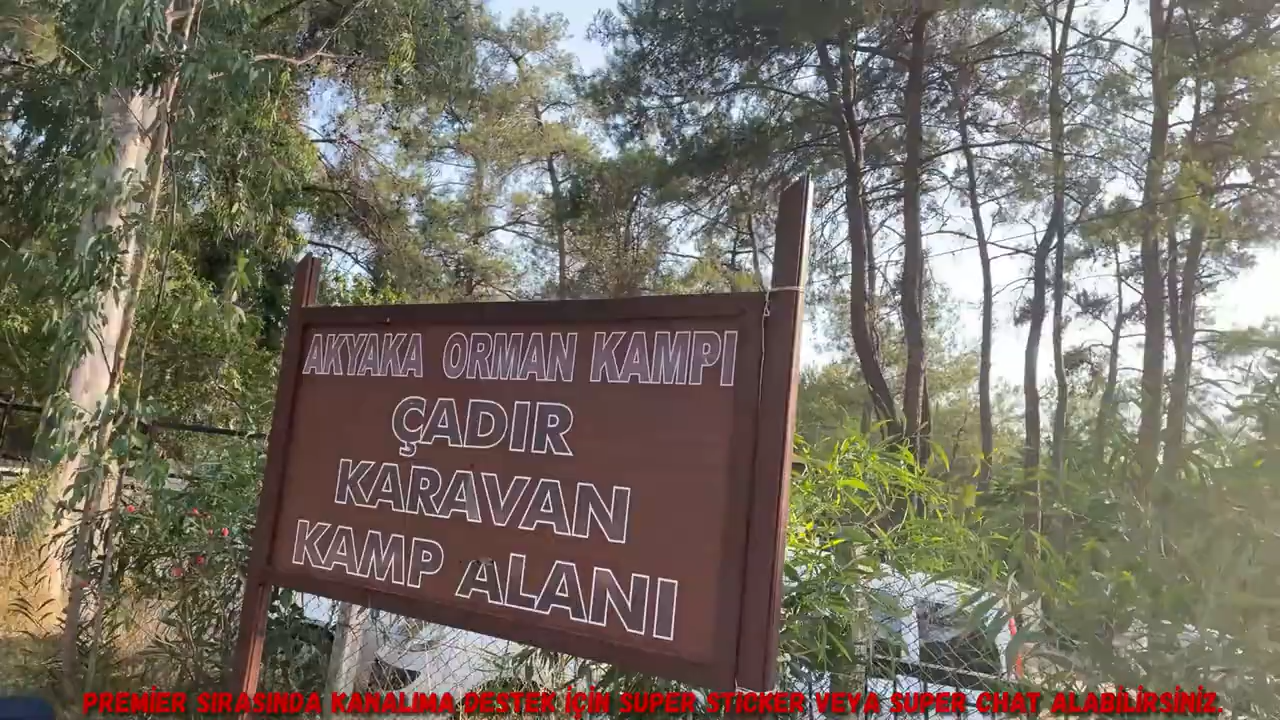 AKYAKA ORMAN KAMPI
ÇADIR
KARAVAN
KAMP ALANI
PREMİER SIRASINDA KANALIMA DESTEK İÇİN SUPER STICKER VEYA SUPER CHAT ALABİLİRSİNİZ.